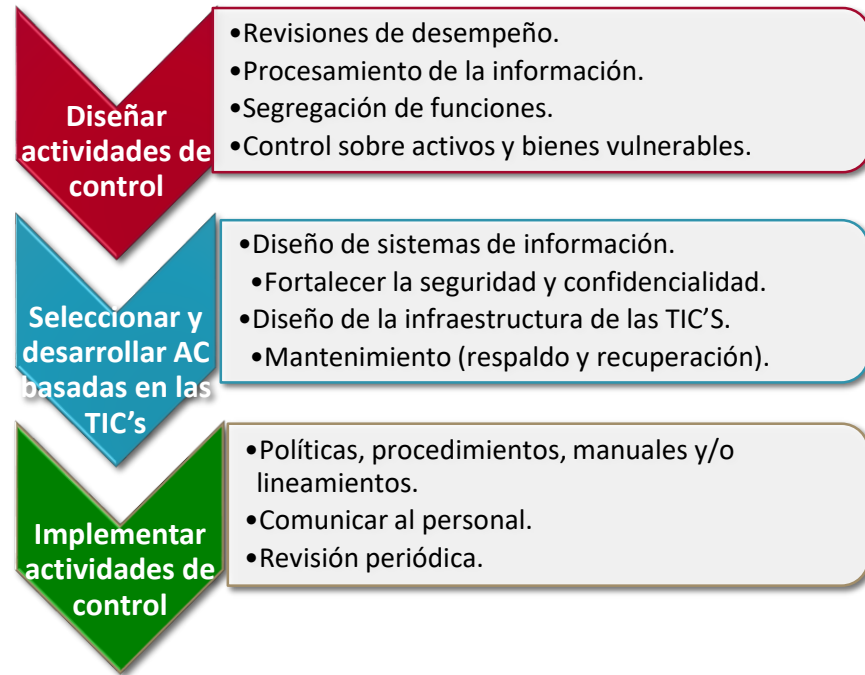 Diseñar
actividades de
control
•Revisiones de desempeño.
•Procesamiento de la información.
•Segregación de funciones.
•Control sobre activos y bienes vulnerables.
Seleccionar y
desarrollar AC
basadas en las
TIC’s
•Diseño de sistemas de información.
•Fortalecer la seguridad y confidencialidad.
•Diseño de la infraestructura de las TIC’S.
•Mantenimiento (respaldo y recuperación).
Implementar
actividades de
control
•Políticas, procedimientos, manuales y/o
lineamientos.
•Comunicar al personal.
•Revisión periódica.